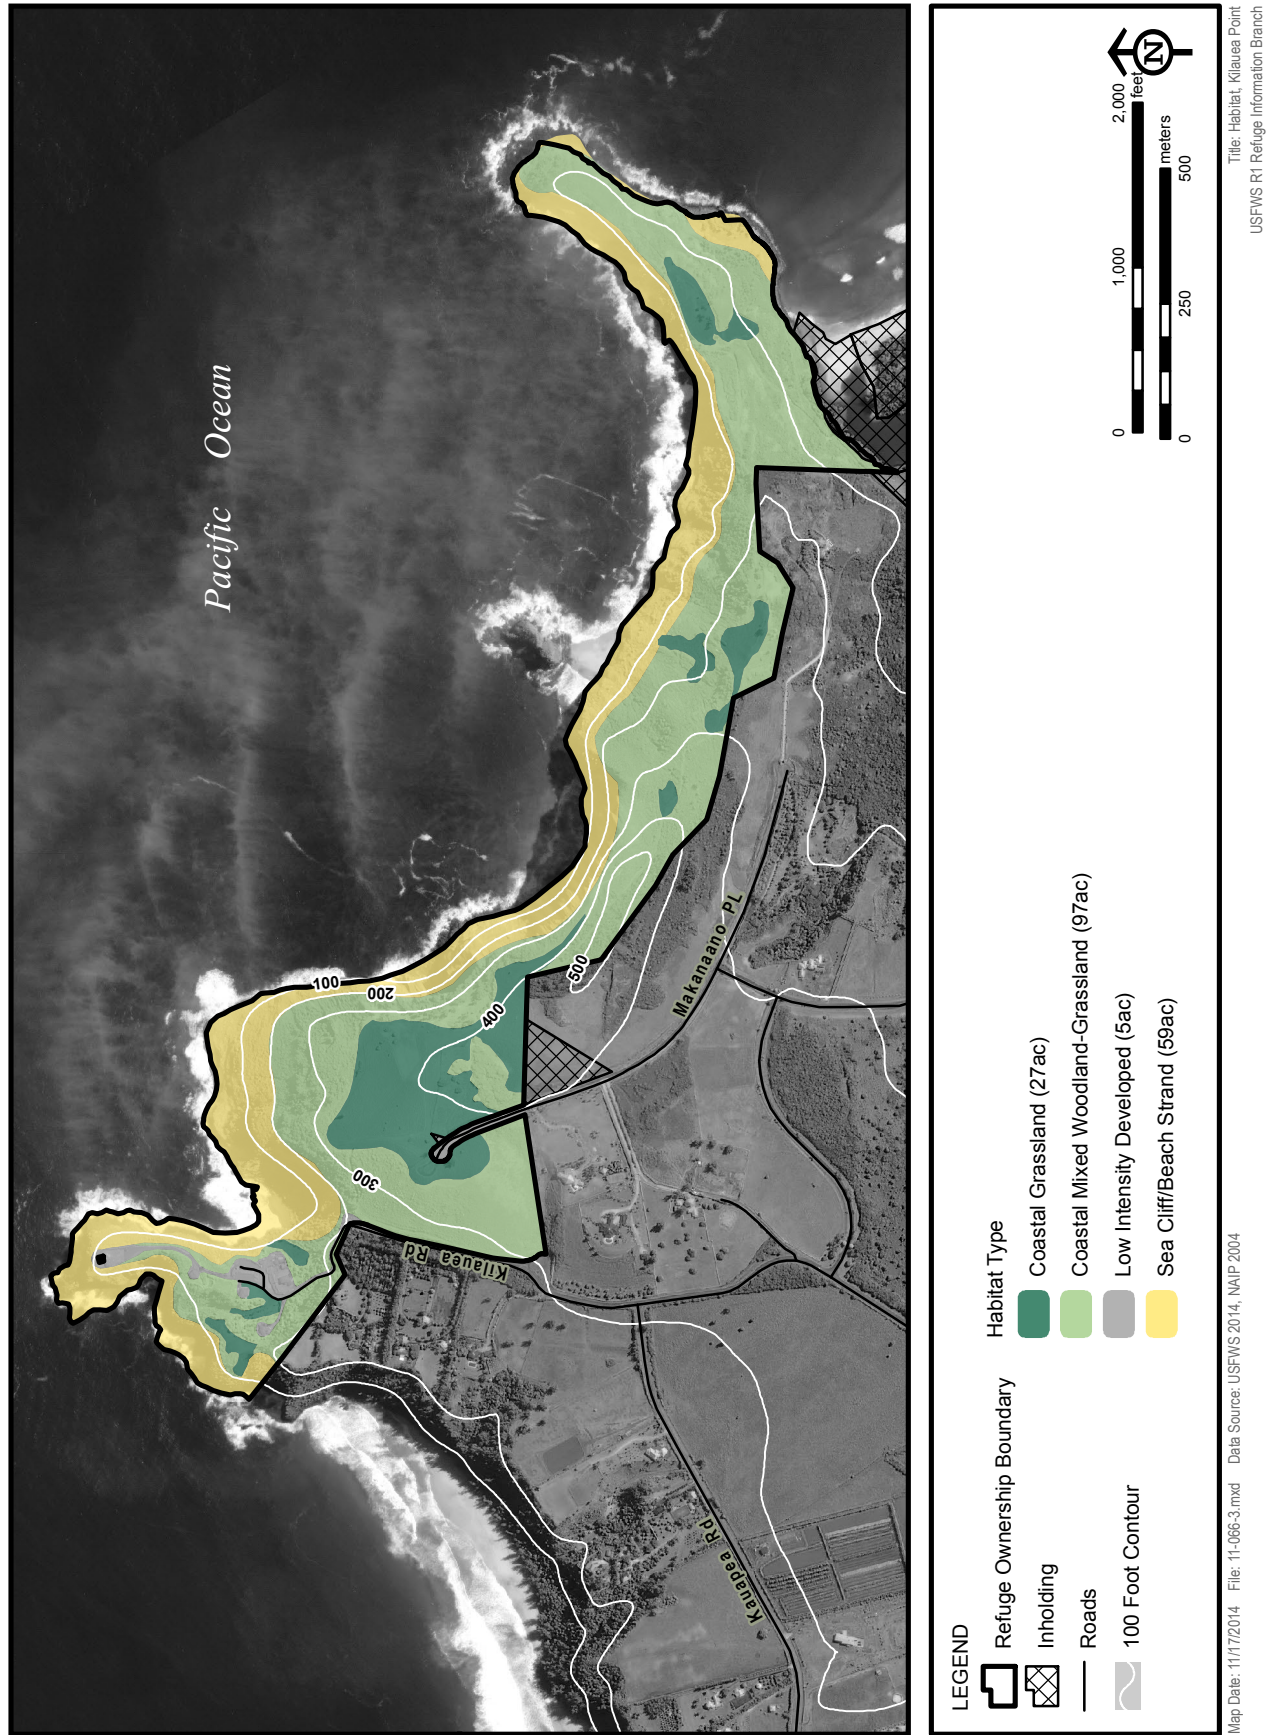 Pacific Ocean
100
200
300
400
500
Kilauea Rd
Makanaano PL
Kauapea Rd
LEGEND
Refuge Ownership Boundary
Inholding
Roads
100 Foot Contour
Habitat Type
Coastal Grassland (27ac)
Coastal Mixed Woodland-Grassland (97ac)
Low Intensity Developed (5ac)
Sea Cliff/Beach Strand (59ac)
0 1,000 2,000
feet
meters
0 250 500
N
Map Date: 11/17/2014 File: 11-066-3.mxd Data Source: USFWS 2014, NAIP 2004
Title: Habitat, Kilauea Point
USFWS R1 Refuge Information Branch